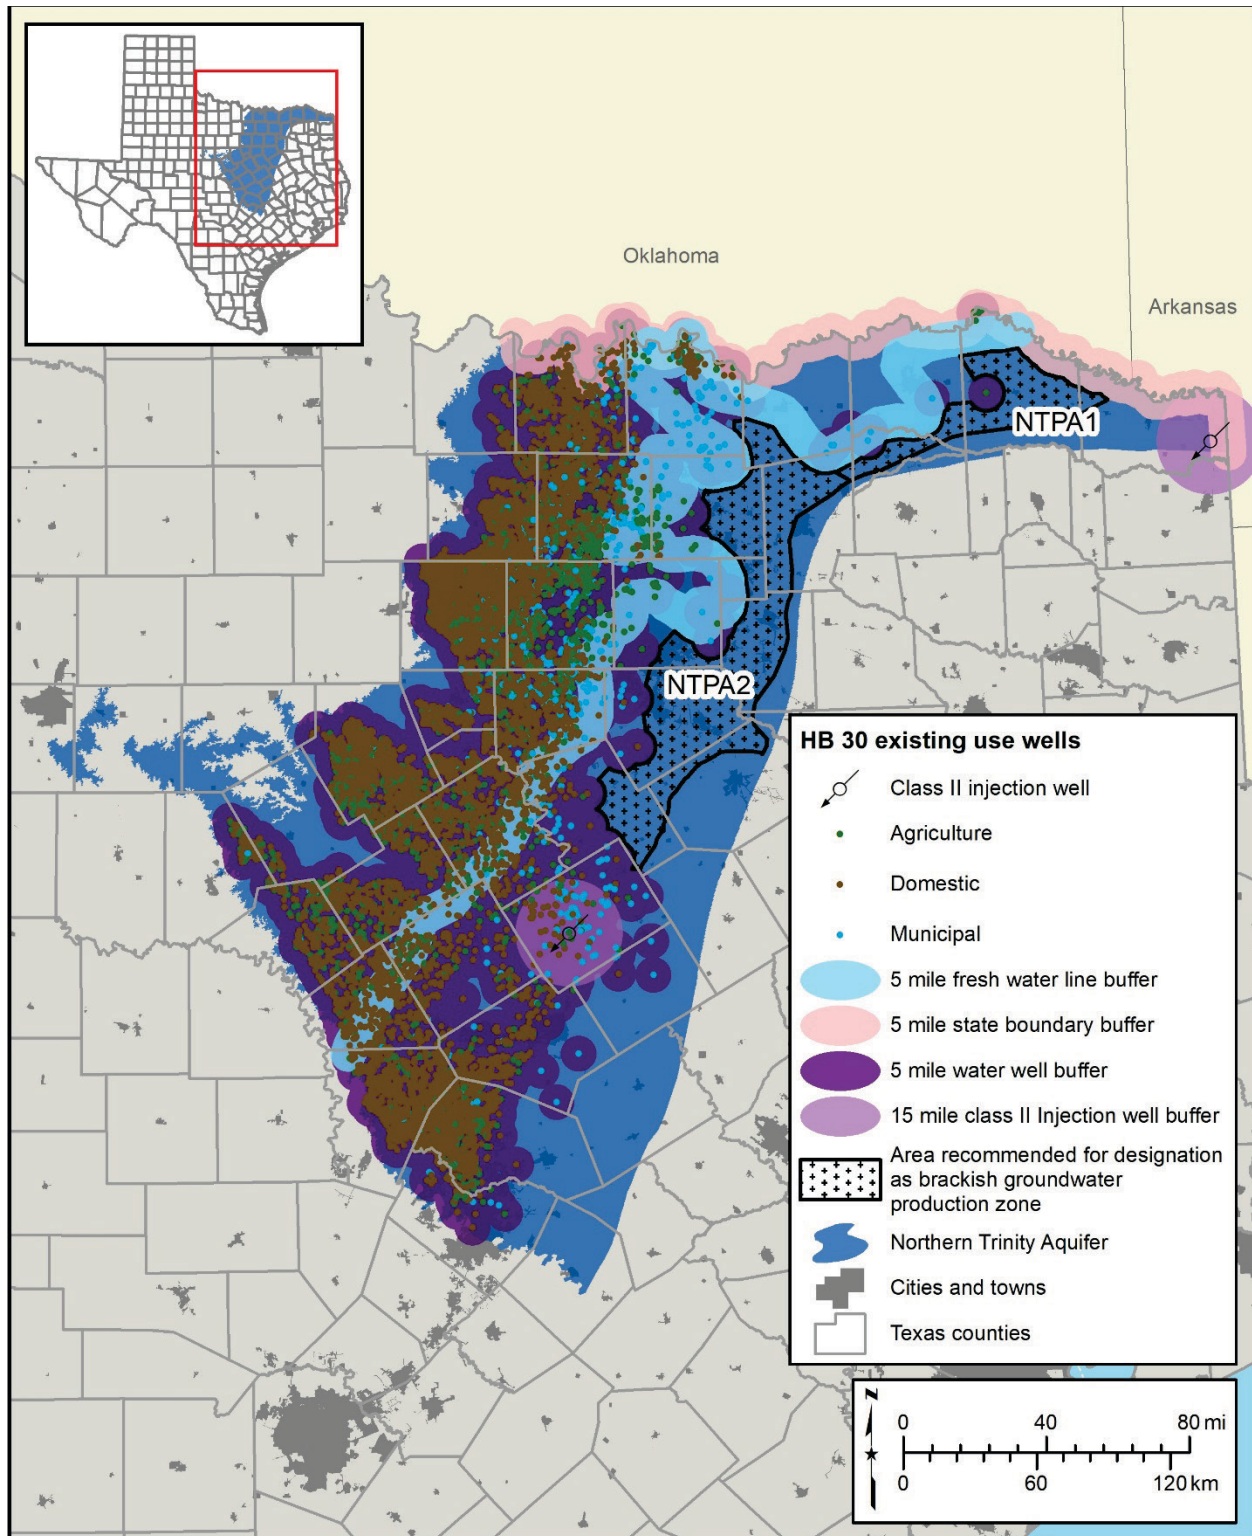 Oklahoma
Arkansas
NTPA1
NTPA2
HB 30 existing use wells
Class II injection well
Agriculture
Domestic
Municipal
5 mile fresh water line buffer
5 mile state boundary buffer
5 mile water well buffer
15 mile class II Injection well buffer
Area recommended for designation
as brackish groundwater
production zone
Northern Trinity Aquifer
Cities and towns
Texas counties
N
0 40 80 mi
0 60 120 km